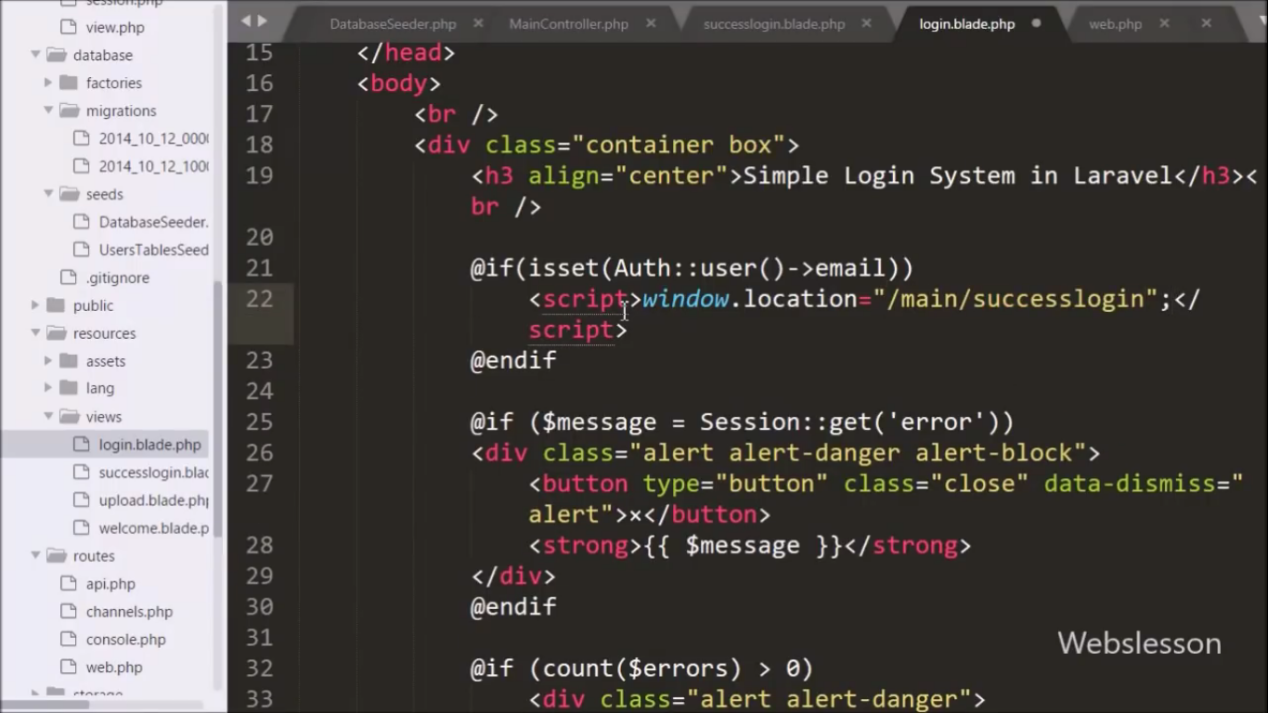 session.php
view.php
database
factories
migrations
2014_10_12_000(
2014_10_12_100(
seeds
DatabaseSeeder.
UsersTablesSeed
.gitignore
public
resources
assets
lang
views
login.blade.php
successlogin.blac
upload.blade.php
welcome.blade.p
routes
api.php
channels.php
console.php
web.php
storage
DatabaseSeeder.php ×
MainController.php ×
successlogin.blade.php ×
login.blade.php
web.php ×
15 </head>
16 <body>
17 <br />
18 <div class="container box">
19 <h3 align="center">Simple Login System in Laravel</h3><
br />
20
21 @if(isset(Auth::user()->email))
22 <script>window.location="/main/successlogin";</
script>
23 @endif
24
25 @if ($message = Session::get('error'))
26 <div class="alert alert-danger alert-block">
27 <button type="button" class="close" data-dismiss="
alert">×</button>
28 <strong>{{ $message }}</strong>
29 </div>
30 @endif
31
32 @if (count($errors) > 0)
33 <div class="alert alert-danger">
Webslesson